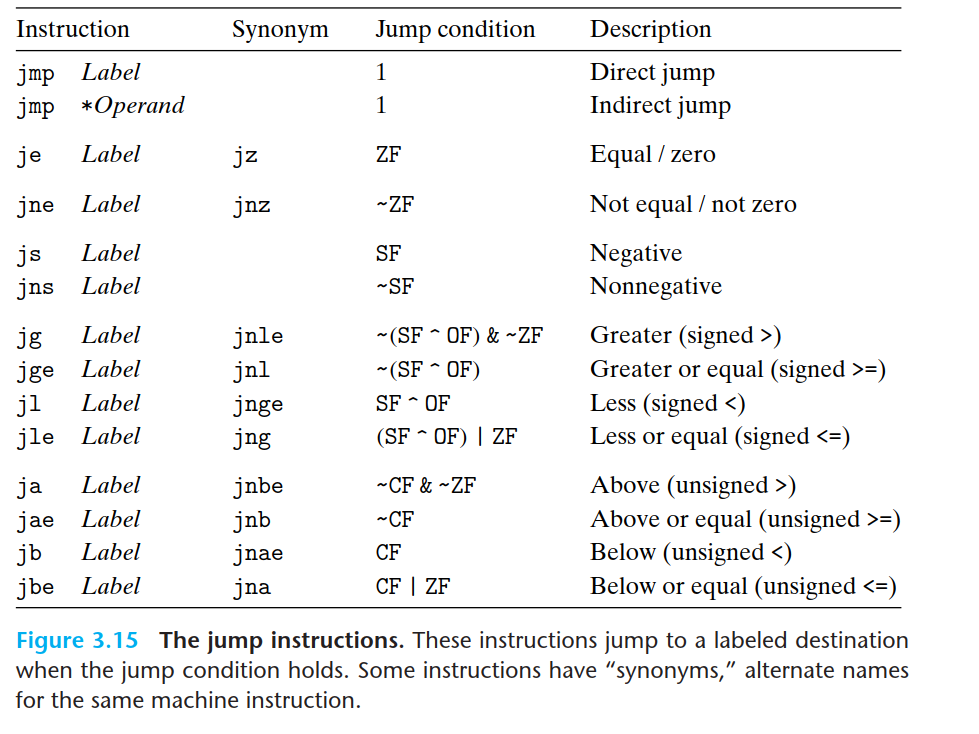 Instruction Synonym Jump condition Description
jmp Label 1 Direct jump
jmp *Operand 1 Indirect jump
je Label jz ZF Equal / zero
jne Label jnz ~ZF Not equal / not zero
js Label SF Negative
jns Label ~SF Nonnegative
jg Label jnle ~(SF ^ OF) & ~ZF Greater (signed >)
jge Label jnl ~(SF ^ OF) Greater or equal (signed >=)
jl Label jnge SF ^ OF Less (signed <)
jle Label jng (SF ^ OF) | ZF Less or equal (signed <=)
ja Label jnbe ~CF & ~ZF Above (unsigned >)
jae Label jnb ~CF Above or equal (unsigned >=)
jb Label jnae CF Below (unsigned <)
jbe Label jna CF | ZF Below or equal (unsigned <=)
Figure 3.15 The jump instructions. These instructions jump to a labeled destination
when the jump condition holds. Some instructions have “synonyms,” alternate names
for the same machine instruction.